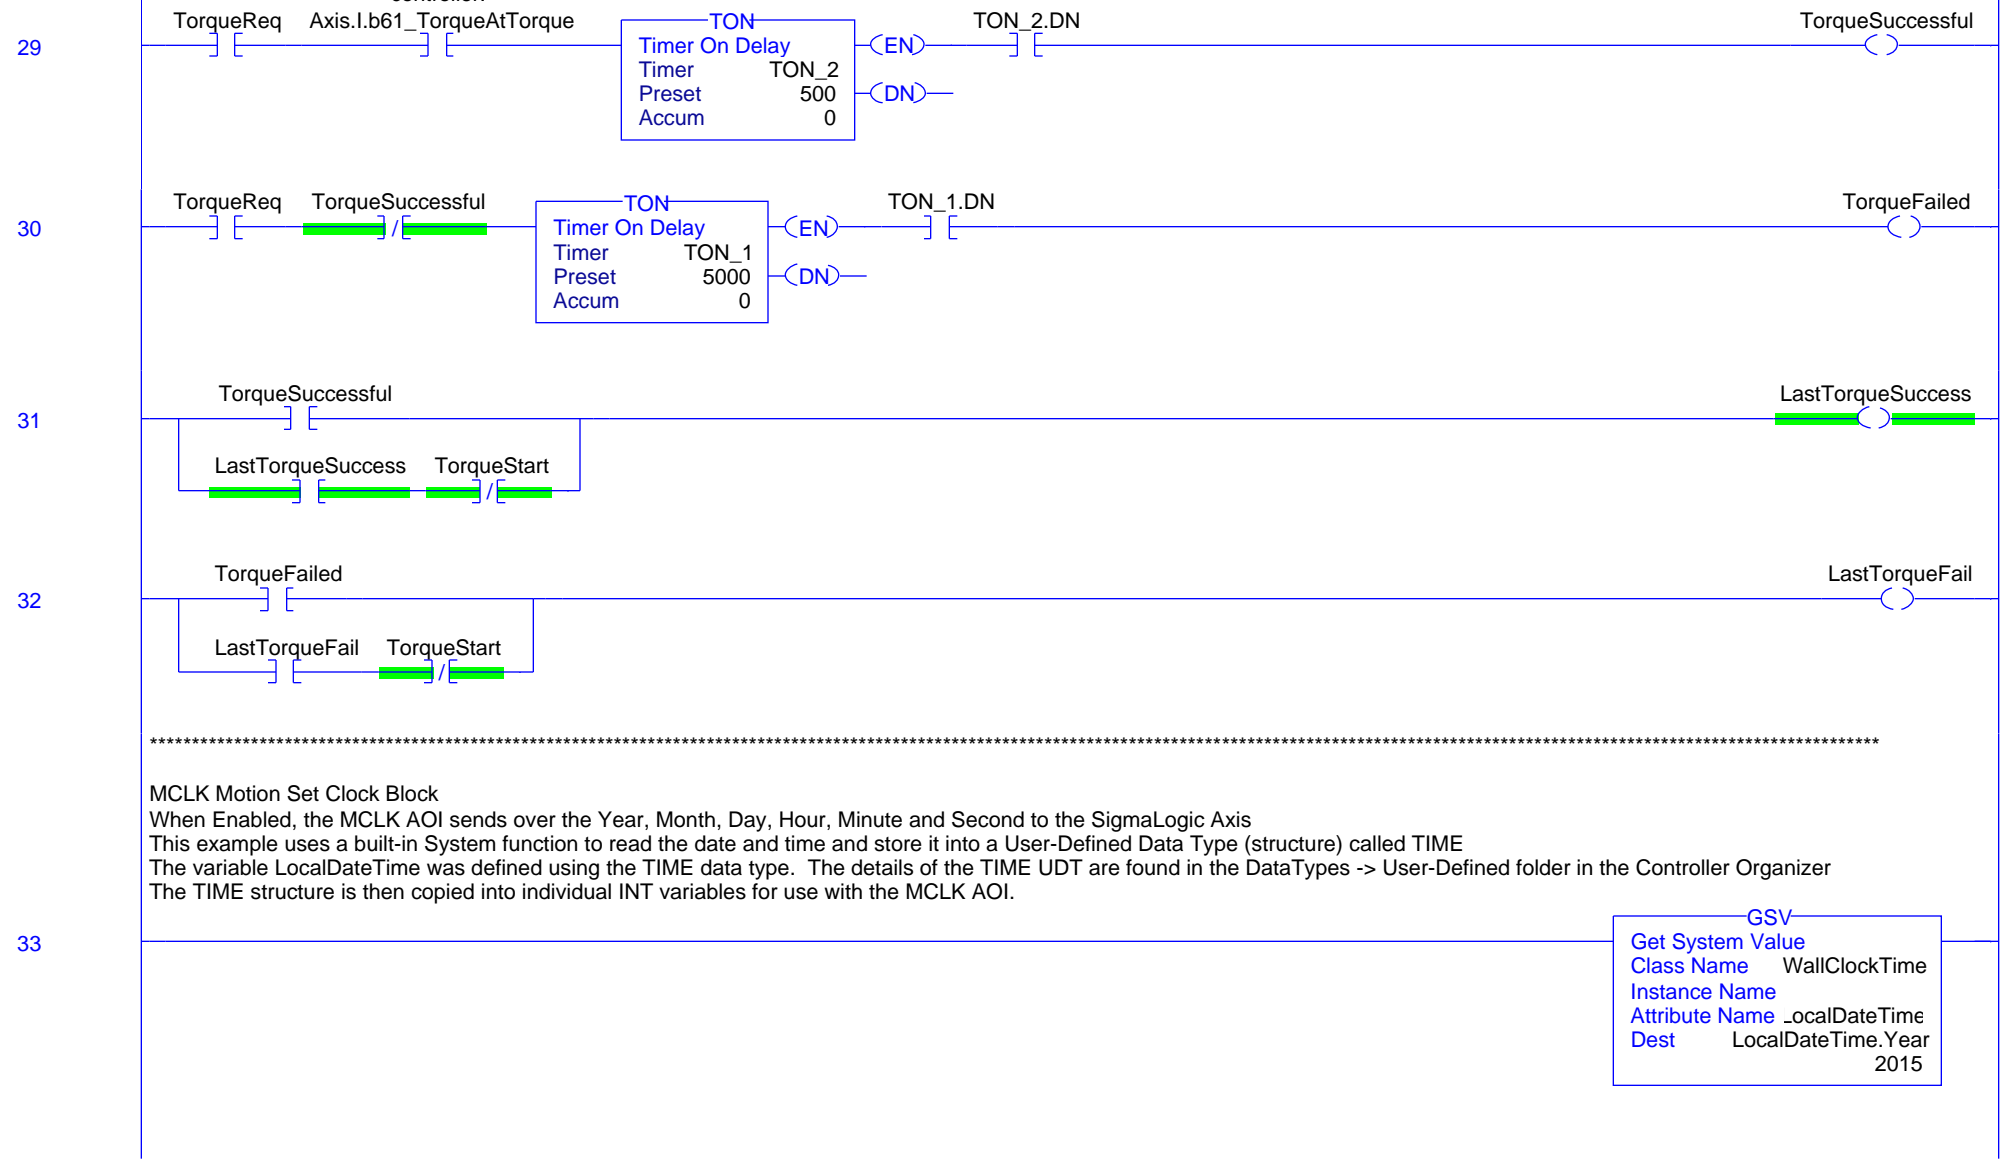 TorqueReq Axis.I.b61_TorqueAtTorque TON TON_2.DN TorqueSuccessful
29 Timer On Delay EN
Timer TON_2
Preset 500 DN
Accum 0
TorqueReq TorqueSuccessful TON TON_1.DN TorqueFailed
30 / Timer On Delay EN
Timer TON_1
Preset 5000 DN
Accum 0
TorqueSuccessful LastTorqueSuccess
31
LastTorqueSuccess TorqueStart
/
TorqueFailed LastTorqueFail
32
LastTorqueFail TorqueStart
/
MCLK Motion Set Clock Block
When Enabled, the MCLK AOI sends over the Year, Month, Day, Hour, Minute and Second to the SigmaLogic Axis
This example uses a built-in System function to read the date and time and store it into a User-Defined Data Type (structure) called TIME
The variable LocalDateTime was defined using the TIME data type.  The details of the TIME UDT are found in the DataTypes -> User-Defined folder in the Controller Organizer
The TIME structure is then copied into individual INT variables for use with the MCLK AOI.
GSV
33 Get System Value
Class Name WallClockTime
Instance Name
Attribute Name
Dest LocalDateTime.Year
2015